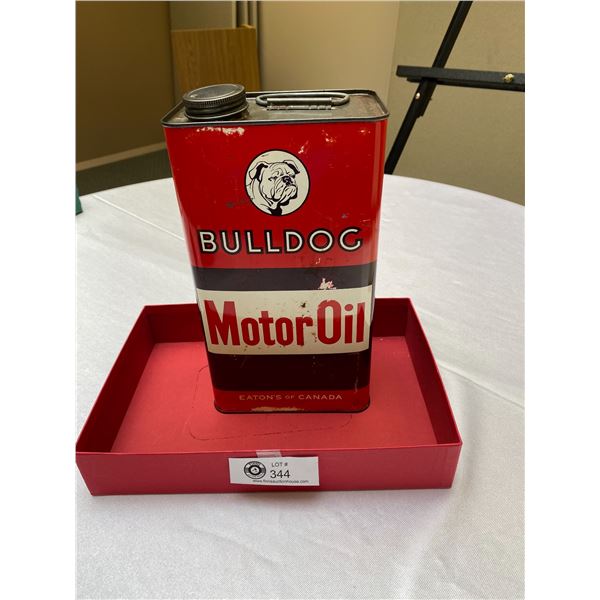 BULLDOG
Motor Oil
EATON'S OF CANADA
LOT #
344